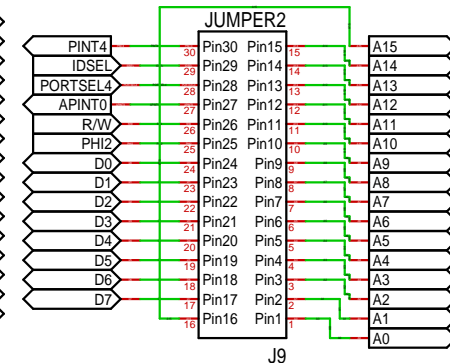 JUMPER2
PINT4 30 Pin30 Pin15 15 A15
IDSEL 29 Pin29 Pin14 14 A14
PORTSEL4 28 Pin28 Pin13 13 A13
APINT0 27 Pin27 Pin12 12 A12
R/W 26 Pin26 Pin11 11 A11
PHI2 25 Pin25 Pin10 10 A10
D0 24 Pin24 Pin9 9 A9
D1 23 Pin23 Pin8 8 A8
D2 22 Pin22 Pin7 7 A7
D3 21 Pin21 Pin6 6 A6
D4 20 Pin20 Pin5 5 A5
D5 19 Pin19 Pin4 4 A4
D6 18 Pin18 Pin3 3 A3
D7 17 Pin17 Pin2 2 A2
16 Pin16 Pin1 1 A1
A0
J9